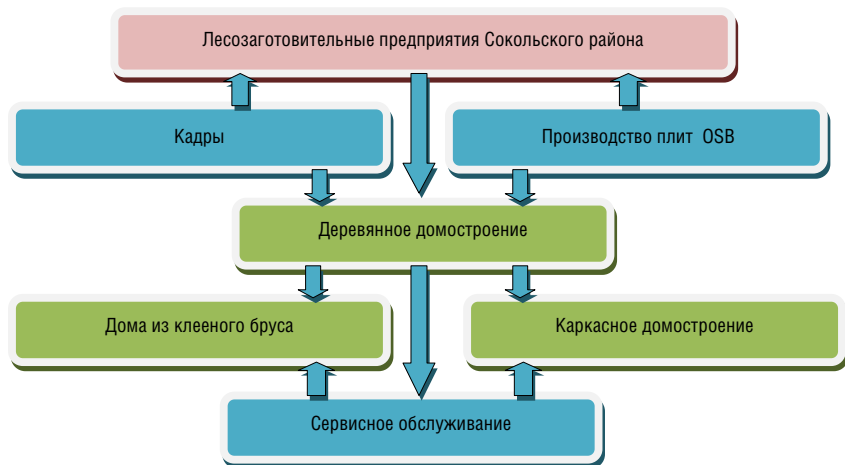 Лесозаготовительные предприятия Сокольского района
Кадры
Производство плит OSB
Деревянное домостроение
Дома из клееного бруса
Каркасное домостроение
Сервисное обслуживание